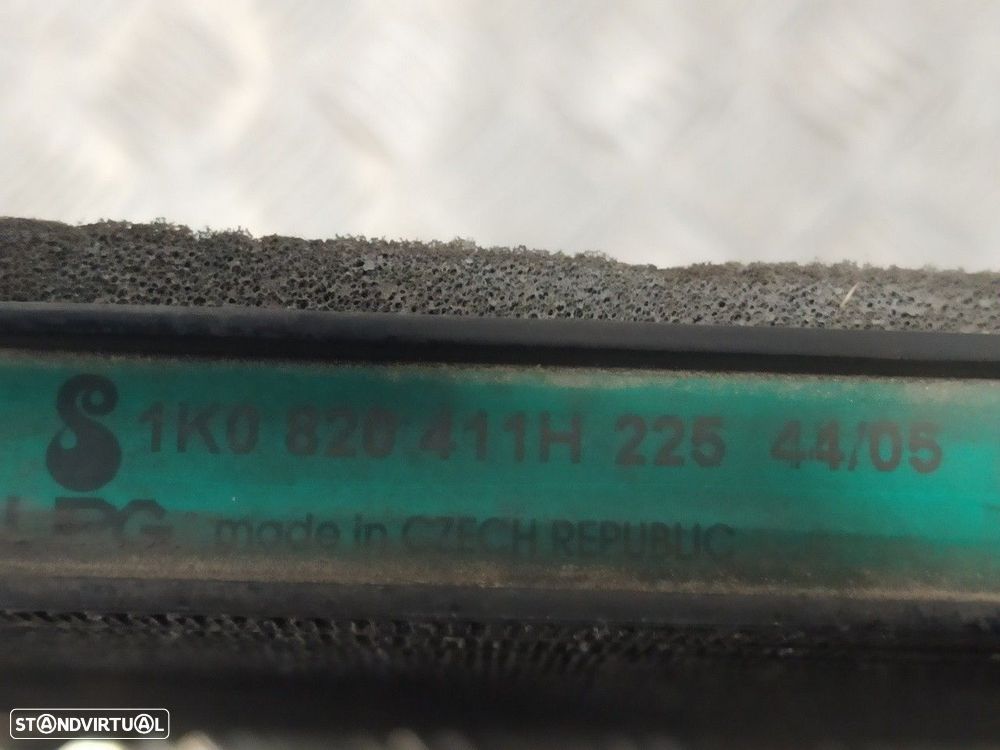 1K0 820 411H 225 44/05
made in CZECH REPUBLIC
STANDVIRTUAL